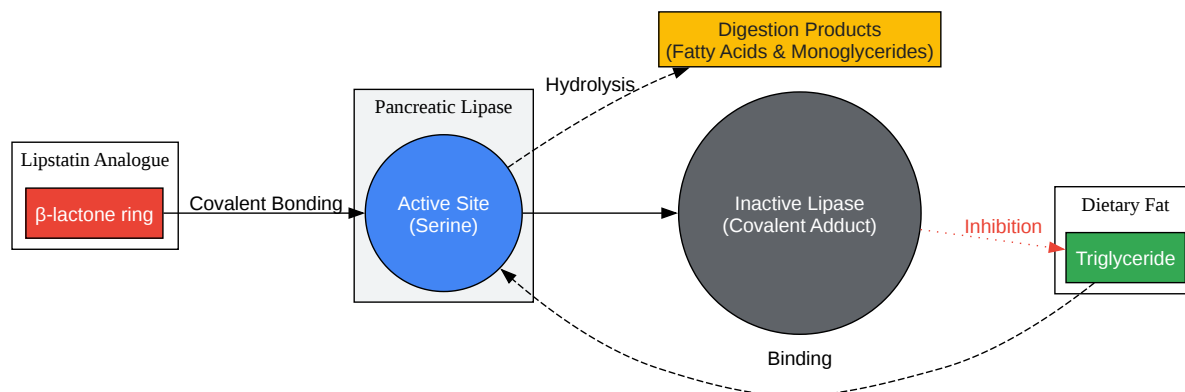 Digestion Products
(Fatty Acids & Monoglycerides)
Hydrolysis
Pancreatic Lipase
Lipstatin Analogue
β-lactone ring
Covalent Bonding
Active Site
(Serine)
Inactive Lipase
(Covalent Adduct)
Inhibition
Dietary Fat
Triglyceride
Binding